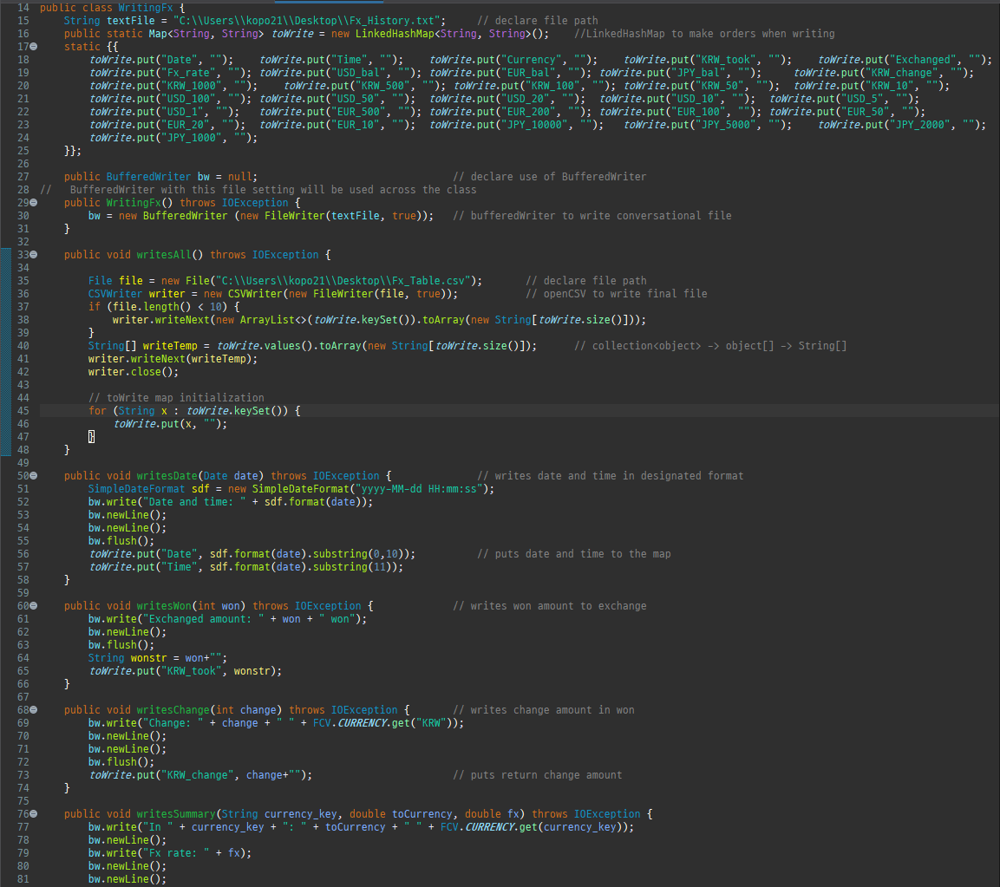 14 public class WritingFx {
15     String textFile = "C:\\Users\\kopo21\\Desktop\\Fx_History.txt";     // declare file path
16     public static Map<String, String> toWrite = new LinkedHashMap<String, String>();    //LinkedHashMap to make orders when writing
17     static {{
18         toWrite.put("Date", "");    toWrite.put("Time", "");    toWrite.put("Currency", "");    toWrite.put("KRW_took", "");    toWrite.put("Exchanged", "");
19         toWrite.put("Fx_rate", ""); toWrite.put("USD_bal", ""); toWrite.put("EUR_bal", ""); toWrite.put("JPY_bal", "");     toWrite.put("KRW_change", "");
20         toWrite.put("KRW_1000", "");    toWrite.put("KRW_500", ""); toWrite.put("KRW_100", ""); toWrite.put("KRW_50", "");  toWrite.put("KRW_10", "");
21         toWrite.put("USD_100", ""); toWrite.put("USD_50", "");  toWrite.put("USD_20", "");  toWrite.put("USD_10", "");  toWrite.put("USD_5", "");
22         toWrite.put("USD_1", "");   toWrite.put("EUR_500", ""); toWrite.put("EUR_200", ""); toWrite.put("EUR_100", ""); toWrite.put("EUR_50", "");
23         toWrite.put("EUR_20", "");  toWrite.put("EUR_10", "");  toWrite.put("JPY_10000", "");   toWrite.put("JPY_5000", "");    toWrite.put("JPY_2000", "");
24         toWrite.put("JPY_1000", "");
25     }};
26
27     public BufferedWriter bw = null;                                // declare use of BufferedWriter
28 //   BufferedWriter with this file setting will be used across the class
29     public WritingFx() throws IOException {
30         bw = new BufferedWriter (new FileWriter(textFile, true));   // bufferedWriter to write conversational file
31     }
32
33     public void writesAll() throws IOException {
34
35         File file = new File("C:\\Users\\kopo21\\Desktop\\Fx_Table.csv");       // declare file path
36         CSVWriter writer = new CSVWriter(new FileWriter(file, true));           // openCSV to write final file
37         if (file.length() < 10) {
38             writer.writeNext(new ArrayList<>(toWrite.keySet()).toArray(new String[toWrite.size()]));
39         }
40         String[] writeTemp = toWrite.values().toArray(new String[toWrite.size()]);      // collection<object> -> object[] -> String[]
41         writer.writeNext(writeTemp);
42         writer.close();
43
44         // toWrite map initialization
45         for (String x : toWrite.keySet()) {
46             toWrite.put(x, "");
47         }
48     }
49
50     public void writesDate(Date date) throws IOException {              // writes date and time in designated format
51         SimpleDateFormat sdf = new SimpleDateFormat("yyyy-MM-dd HH:mm:ss");
52         bw.write("Date and time: " + sdf.format(date));
53         bw.newLine();
54         bw.newLine();
55         bw.flush();
56         toWrite.put("Date", sdf.format(date).substring(0,10));          // puts date and time to the map
57         toWrite.put("Time", sdf.format(date).substring(11));
58     }
59
60     public void writesWon(int won) throws IOException {             // writes won amount to exchange
61         bw.write("Exchanged amount: " + won + " won");
62         bw.newLine();
63         bw.flush();
64         String wonstr = won+"";
65         toWrite.put("KRW_took", wonstr);
66     }
67
68     public void writesChange(int change) throws IOException {       // writes change amount in won
69         bw.write("Change: " + change + " " + FCV.CURRENCY.get("KRW"));
70         bw.newLine();
71         bw.newLine();
72         bw.flush();
73         toWrite.put("KRW_change", change+"");                       // puts return change amount
74     }
75
76     public void writesSummary(String currency_key, double toCurrency, double fx) throws IOException {
77         bw.write("In " + currency_key + ": " + toCurrency + " " + FCV.CURRENCY.get(currency_key));
78         bw.newLine();
79         bw.write("Fx rate: " + fx);
80         bw.newLine();
81         bw.newLine();